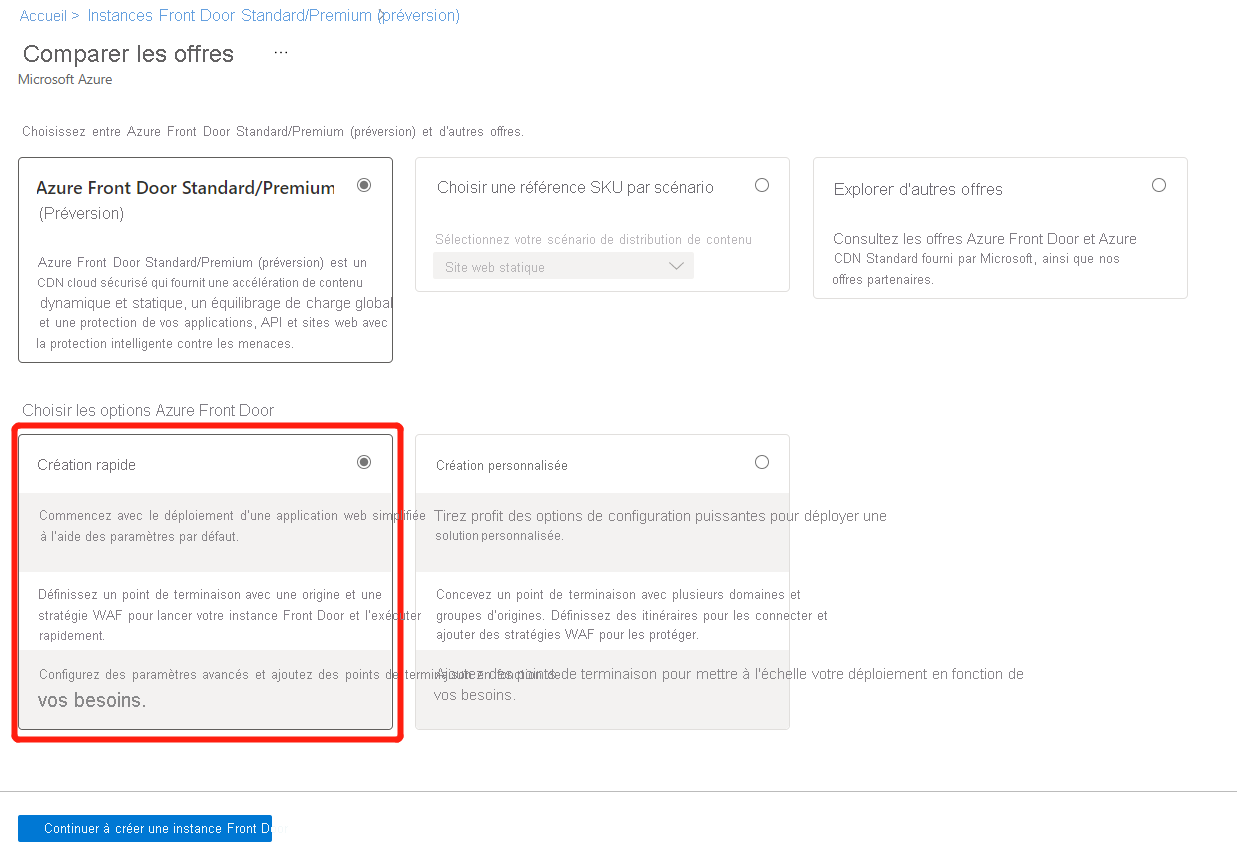 Accueil > Instances Front Door Standard/Premium (préversion)
Comparer les offres ...
Microsoft Azure
Choisissez entre Azure Front Door Standard/Premium (préversion) et d'autres offres.
Azure Front Door Standard/Premium
(Préversion)
Azure Front Door Standard/Premium (préversion) est un
CDN cloud sécurisé qui fournit une accélération de contenu
dynamique et statique, un équilibrage de charge global
et une protection de vos applications, API et sites web avec
la protection intelligente contre les menaces.
Choisir une référence SKU par scénario
Sélectionnez votre scénario de distribution de contenu
Site web statique
Explorer d'autres offres
Consultez les offres Azure Front Door et Azure
CDN Standard fourni par Microsoft, ainsi que nos
offres partenaires.
Choisir les options Azure Front Door
Création rapide
Commencez avec le déploiement d'une application web simplifiée
à l'aide des paramètres par défaut.
Définissez un point de terminaison avec une origine et une
stratégie WAF pour lancer votre instance Front Door et l'exécuter
rapidement.
Configurez des paramètres avancés et ajoutez des points de terminaison en fonction de
vos besoins.
Création personnalisée
Tirez profit des options de configuration puissantes pour déployer une
solution personnalisée.
Concevez un point de terminaison avec plusieurs domaines et
groupes d'origines. Définissez des itinéraires pour les connecter et
ajouter des stratégies WAF pour les protéger.
Ajoutez des points de terminaison pour mettre à l'échelle votre déploiement en fonction de
vos besoins.
Continuer à créer une instance Front Door